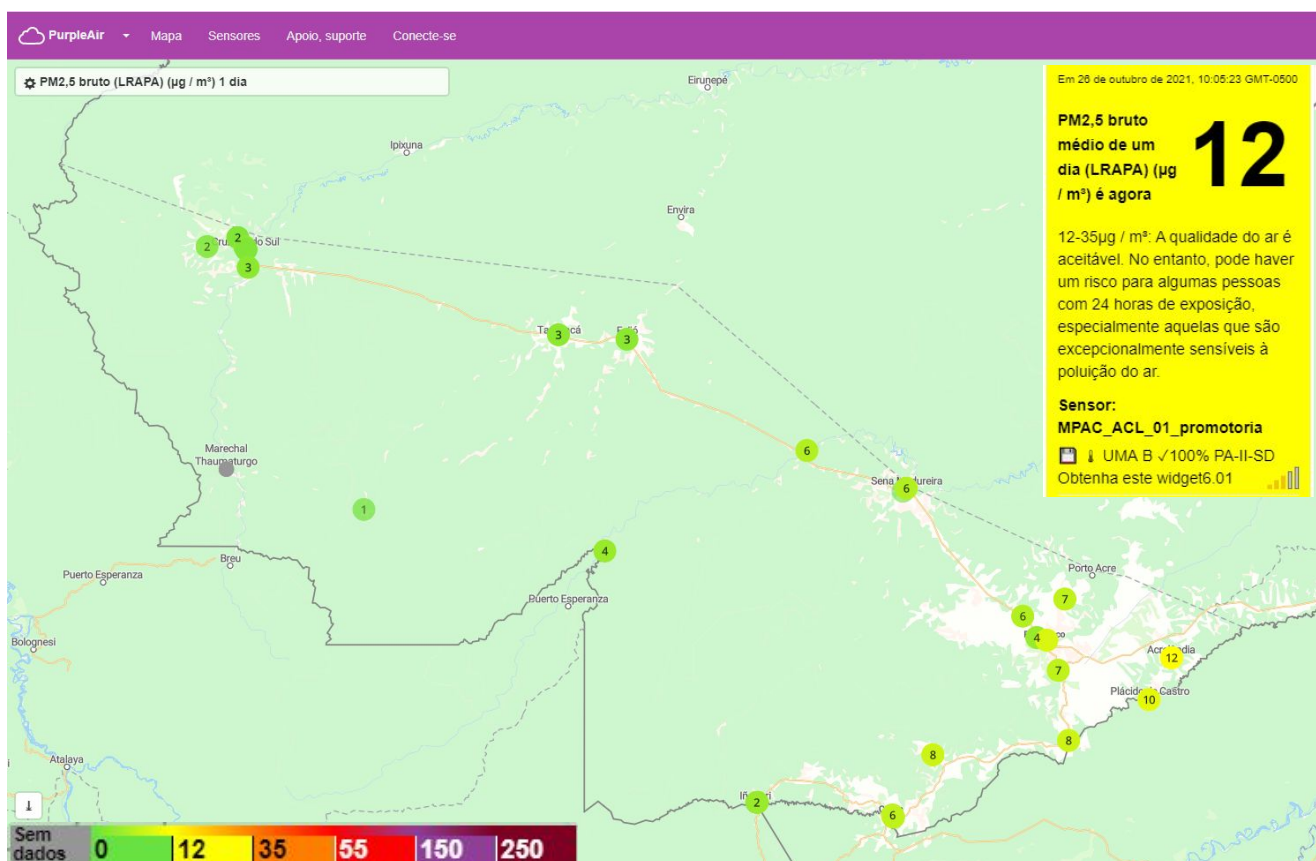 PurpleAir Mapa Sensores Apoio, suporte Conecte-se
PM2,5 bruto (LRAPA) (µg / m³) 1 dia
Em 26 de outubro de 2021, 10:05:23 GMT-0500
PM2,5 bruto
médio de um
dia (LRAPA) (µg
/ m³) é agora
12
12-35µg / m³: A qualidade do ar é
aceitável. No entanto, pode haver
um risco para algumas pessoas
com 24 horas de exposição,
especialmente aquelas que são
excepcionalmente sensíveis à
poluição do ar.
Sensor:
MPAC_ACL_01_promotoria
UMA B ✓100% PA-II-SD
Obtenha este widget6.01
Eirunepé
Ipixuna
Envira
2
2
do Sul
3
3
3
6
Marechal
Thaumaturgo
Sena
6
1
4
Breu
Puerto Esperanza
Puerto Esperanza
Porto Acre
7
6
4
Bolognesi
12
7
Plácido de Castro
10
8
8
Atalaya
2
6
Sem
dados 0 12 35 55 150 250